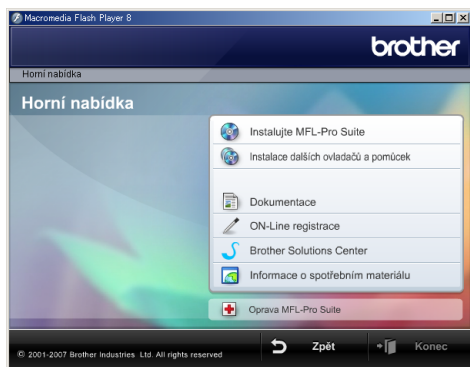 Macromedia Flash Player 8
brother
Horní nabídka
Horní nabídka
Instalujte MFL-Pro Suite
Instalace dalších ovladačů a pomůcek
Dokumentace
ON-Line registrace
Brother Solutions Center
Informace o spotřebním materiálu
Oprava MFL-Pro Suite
© 2001-2007 Brother Industries Ltd. All rights reserved
Zpět
Konec